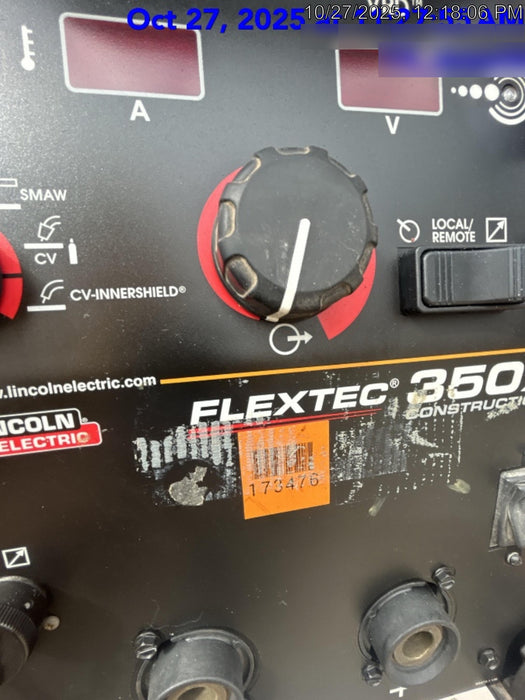 10/27/2025, 12:18:06 PM
Oct 27, 2025
A
V
SMAW
CV
CV-INNERSHIELD®
LOCAL/
REMOTE
.lincolnelectric.com
FLEXTEC® 350
LINCOLN
ELECTRIC
173476